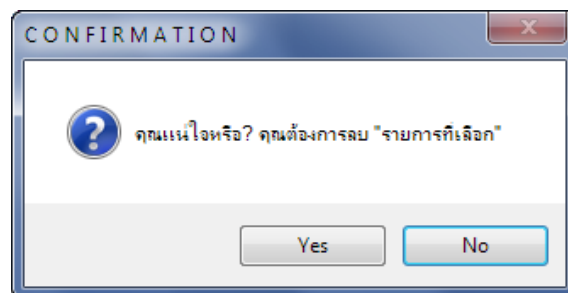 CONFIRMATION
x
?
คุณแน่ใจหรือ? คุณต้องการลบ "รายการที่เลือก"
Yes
No